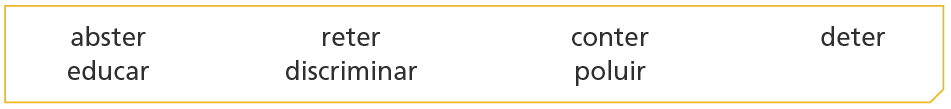 abster reter conter deter
educar discriminar poluir